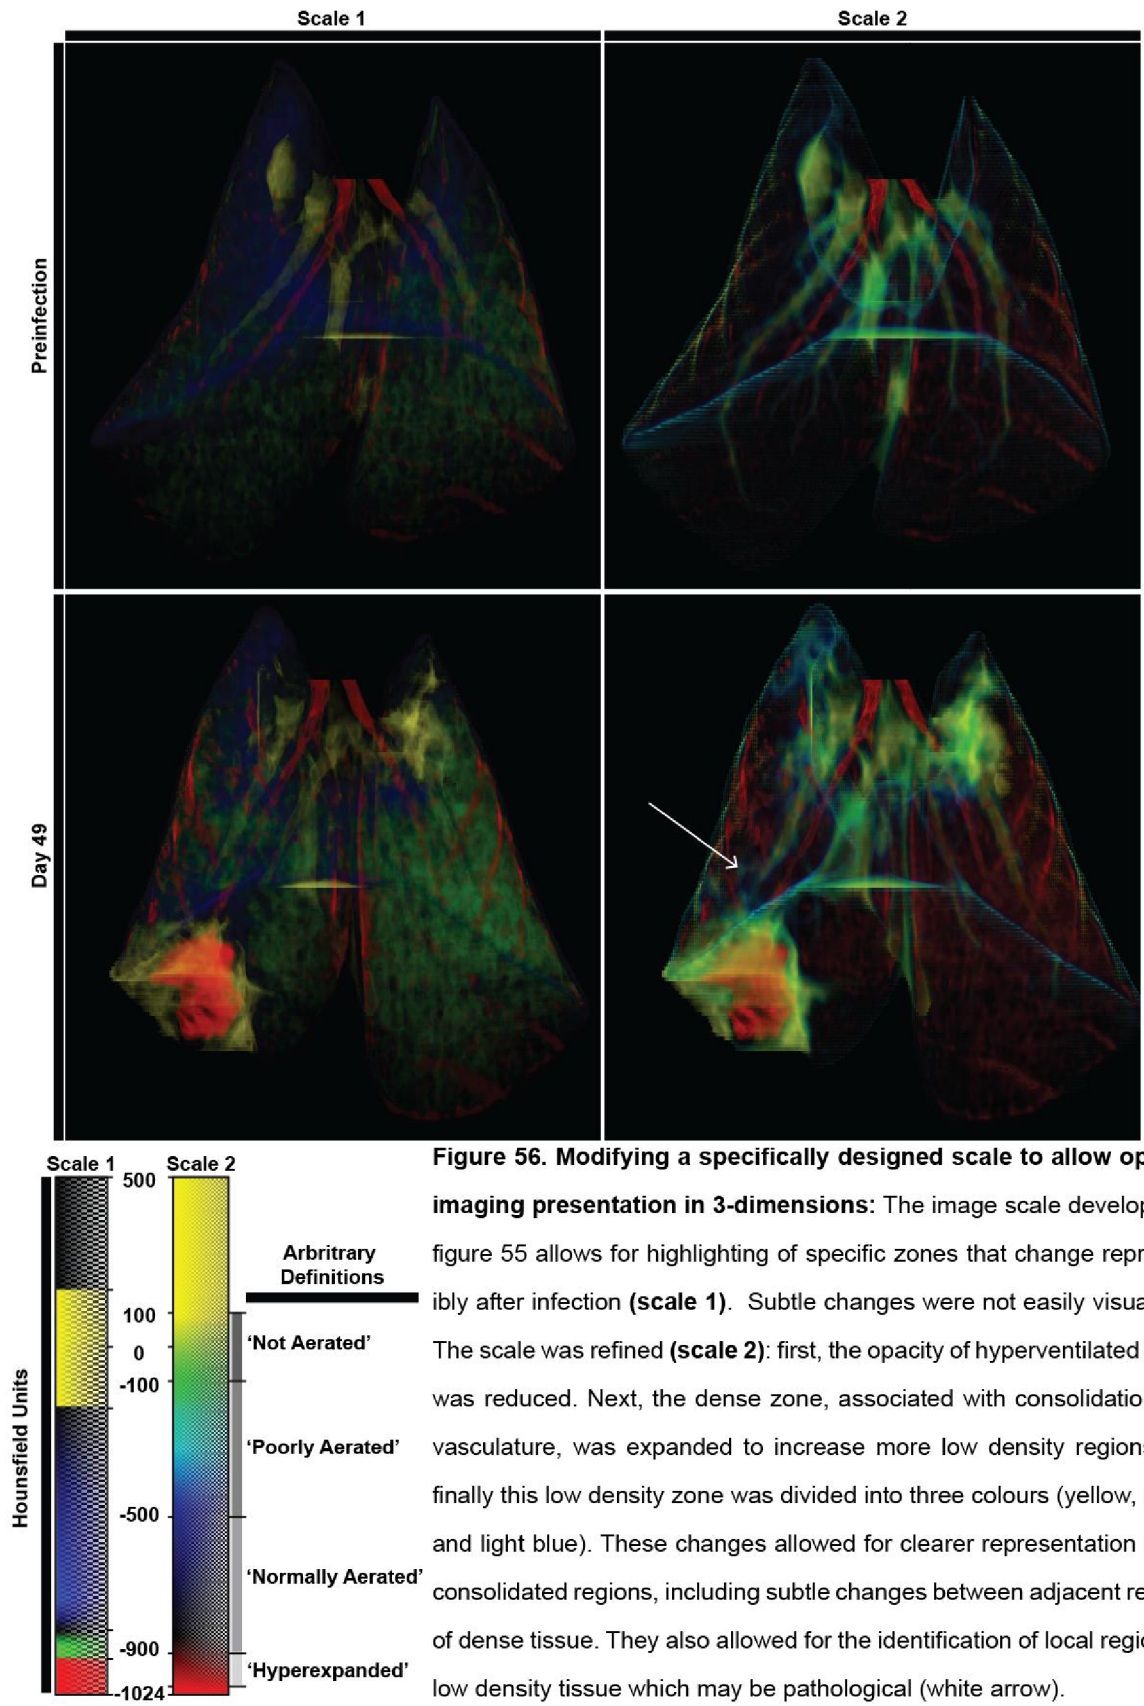 Scale 1
Scale 2
Preinfection
Day 49
Scale 1
Scale 2
500
100
0
-100
-500
-900
-1024
Hounsfield Units
Arbritrary
Definitions
‘Not Aerated’
‘Poorly Aerated’
‘Normally Aerated’
‘Hyperexpanded’
Figure 56. Modifying a specifically designed scale to allow op
imaging presentation in 3-dimensions: The image scale develop
figure 55 allows for highlighting of specific zones that change repr
ibly after infection (scale 1). Subtle changes were not easily visua
The scale was refined (scale 2): first, the opacity of hyperventilated
was reduced. Next, the dense zone, associated with consolidatio
vasculature, was expanded to increase more low density regions
finally this low density zone was divided into three colours (yellow,
and light blue). These changes allowed for clearer representation
consolidated regions, including subtle changes between adjacent re
of dense tissue. They also allowed for the identification of local regio
low density tissue which may be pathological (white arrow).